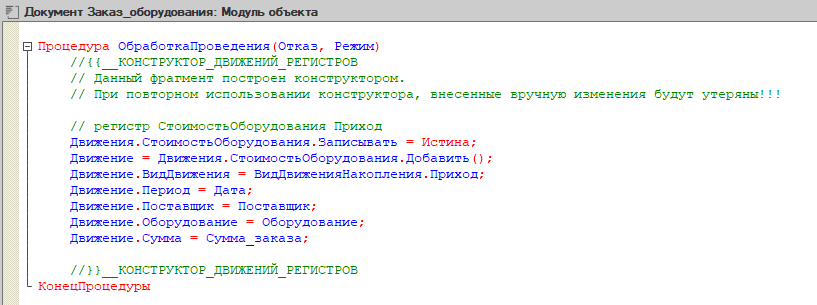 Документ Заказ_оборудования: Модуль объекта
Процедура ОбработкаПроведения(Отказ, Режим)
//{{__КОНСТРУКТОР_ДВИЖЕНИЙ_РЕГИСТРОВ
// Данный фрагмент построен конструктором.
// При повторном использовании конструктора, внесенные вручную изменения будут утеряны!!!
// регистр СтоимостьОборудования Приход
Движения.СтоимостьОборудования.Записывать = Истина;
Движение = Движения.СтоимостьОборудования.Добавить();
Движение.ВидДвижения = ВидДвиженияНакопления.Приход;
Движение.Период = Дата;
Движение.Поставщик = Поставщик;
Движение.Оборудование = Оборудование;
Движение.Сумма = Сумма_заказа;
//}}__КОНСТРУКТОР_ДВИЖЕНИЙ_РЕГИСТРОВ
КонецПроцедуры